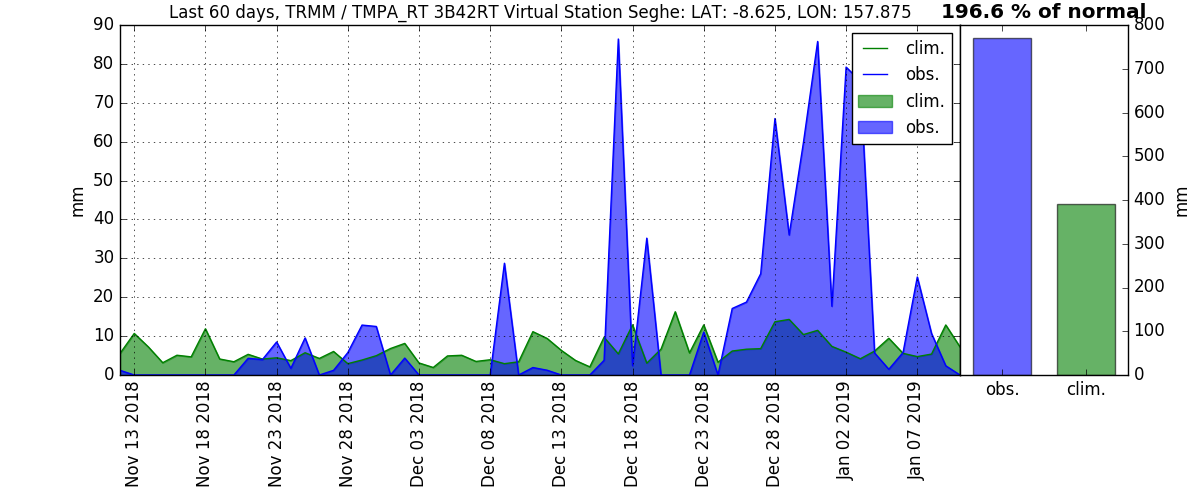 Last 60 days, TRMM / TMPA_RT 3B42RT Virtual Station Seghe: LAT: -8.625, LON: 157.875
196.6 % of normal
90
80
70
60
50
40
30
20
10
0
mm
clim.
obs.
clim.
obs.
800
700
600
500
400
300
200
100
0
mm
obs.
clim.
Nov 13 2018
Nov 18 2018
Nov 23 2018
Nov 28 2018
Dec 03 2018
Dec 08 2018
Dec 13 2018
Dec 18 2018
Dec 23 2018
Dec 28 2018
Jan 02 2019
Jan 07 2019